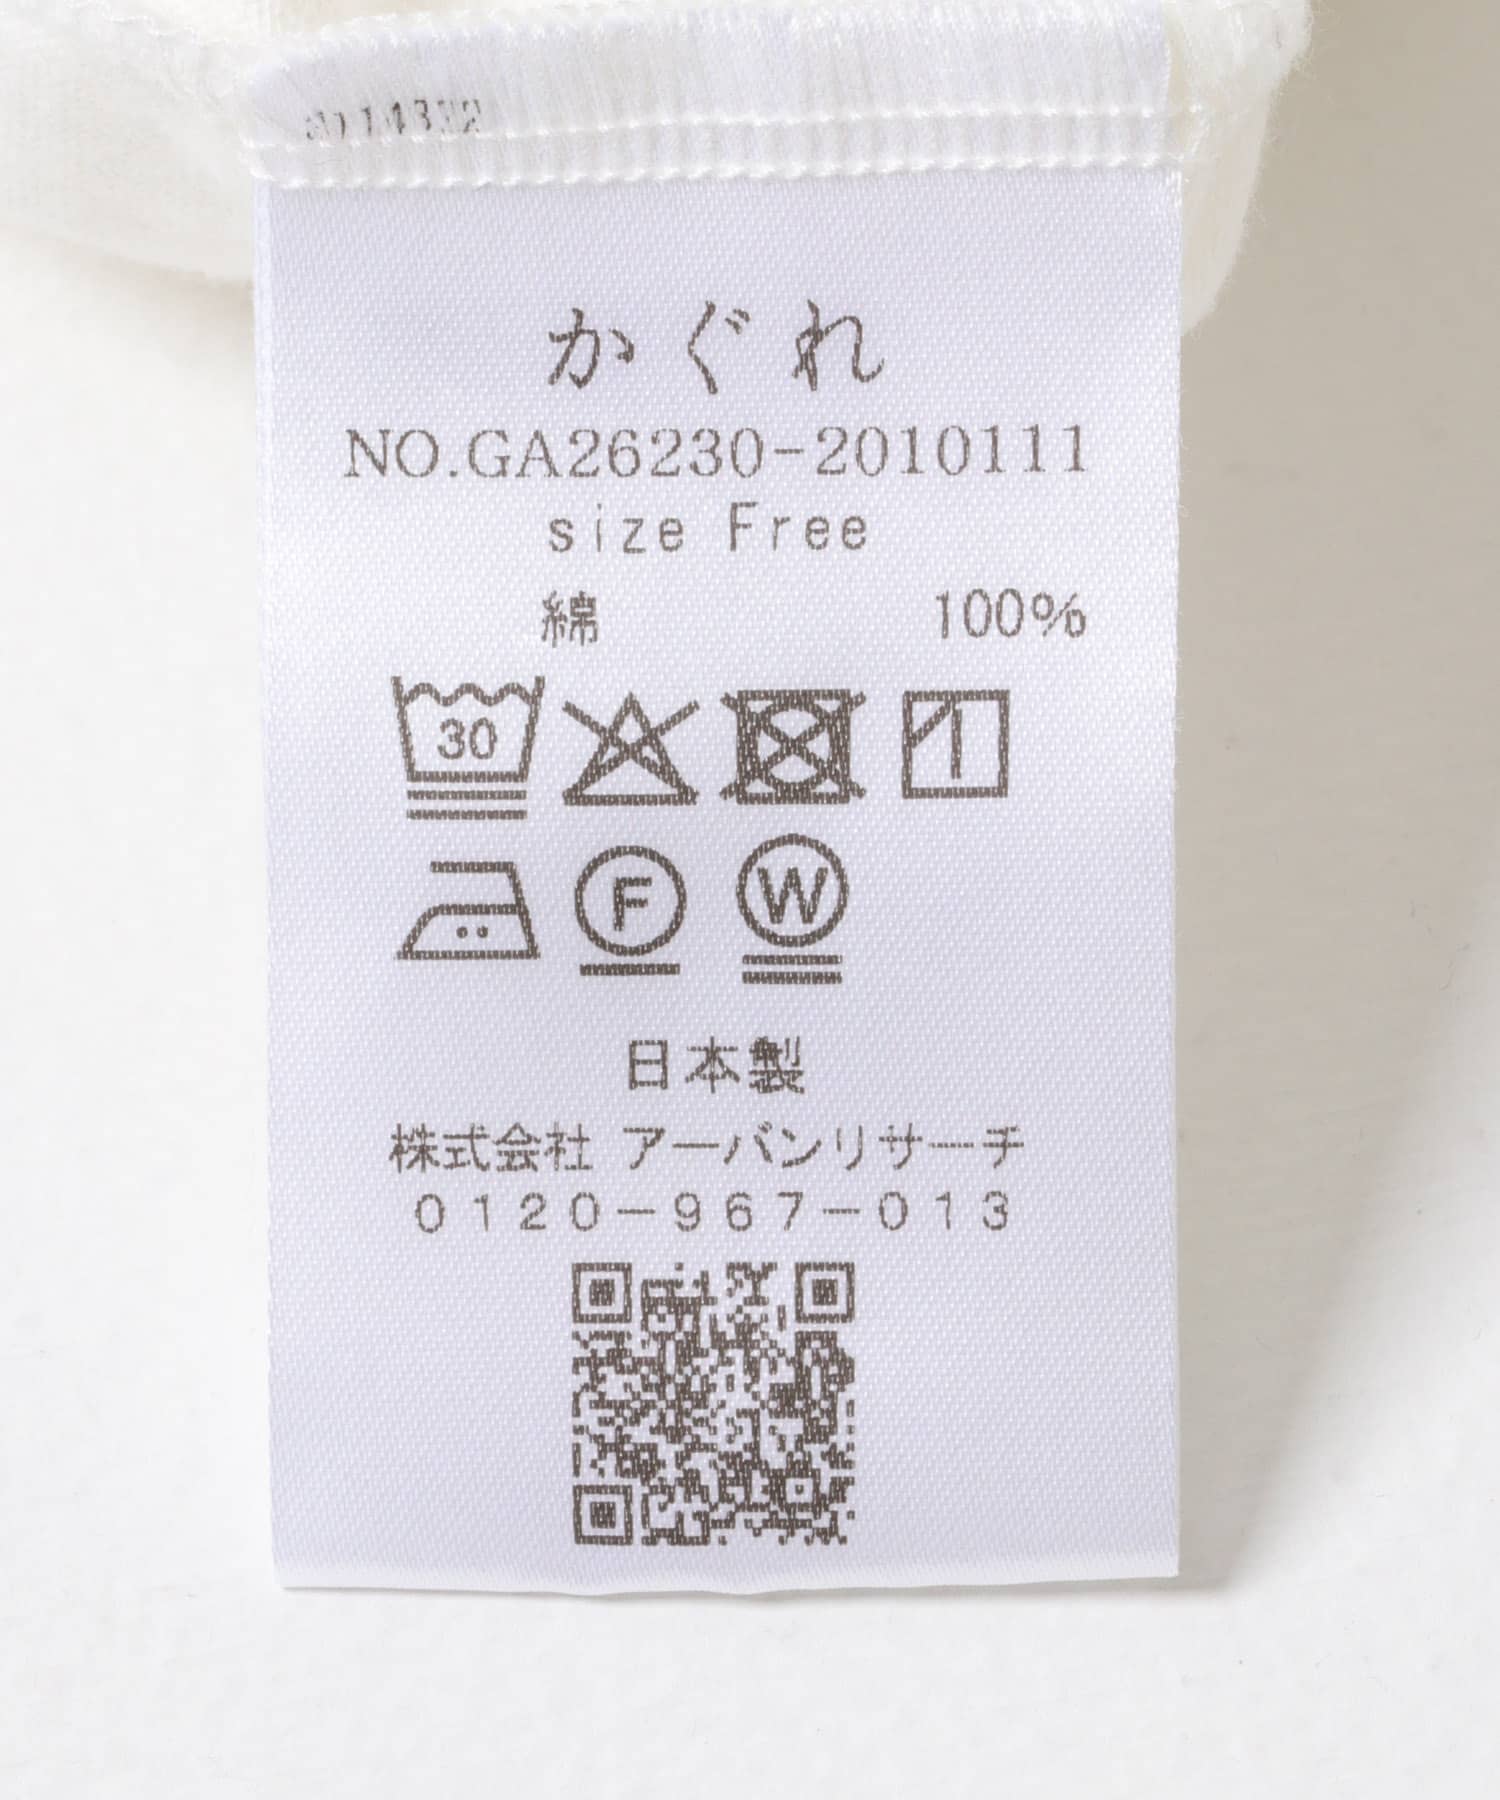 かぐれ
NO.GA26230-2010111
size Free
綿 100%
30
F W
日本製
株式会社 アーバンリサーチ
0120-967-013